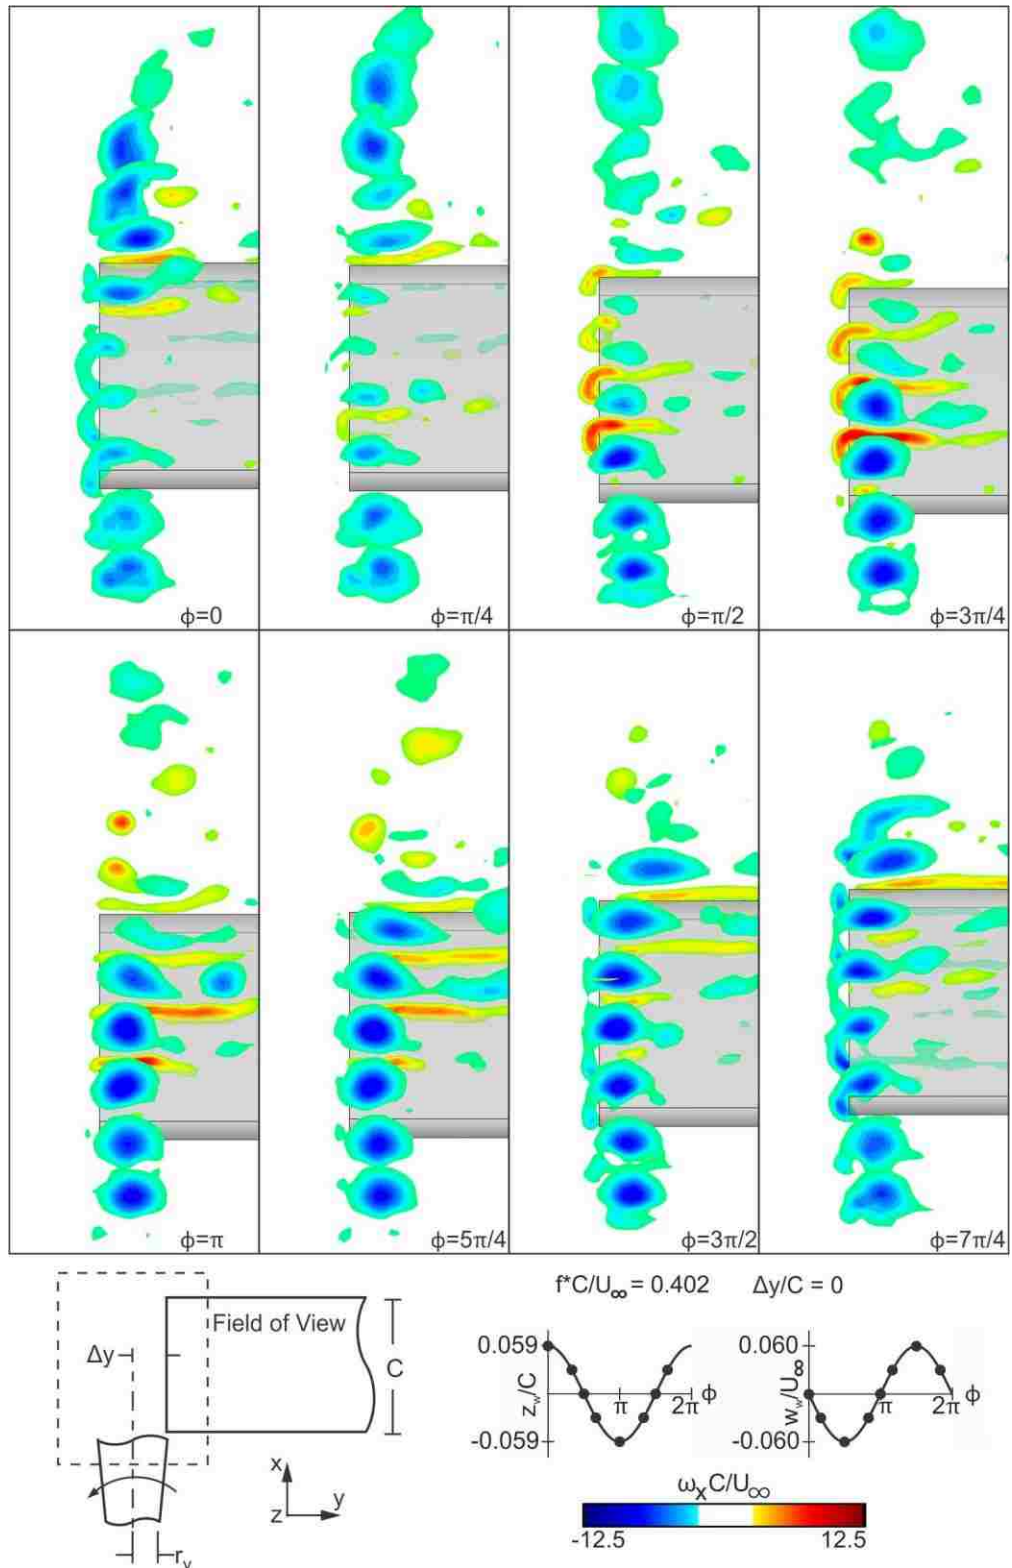 ϕ=0
ϕ=π/4
ϕ=π/2
ϕ=3π/4
ϕ=π
ϕ=5π/4
ϕ=3π/2
ϕ=7π/4
f*C/U∞ = 0.402
Δy/C = 0
Field of View
Δy
C
x
y
z
r_v
0.059
z_w/C
-0.059
π
2π
ϕ
0.060
w_w/U∞
-0.060
π
2π
ϕ
ω_x C/U∞
-12.5
12.5